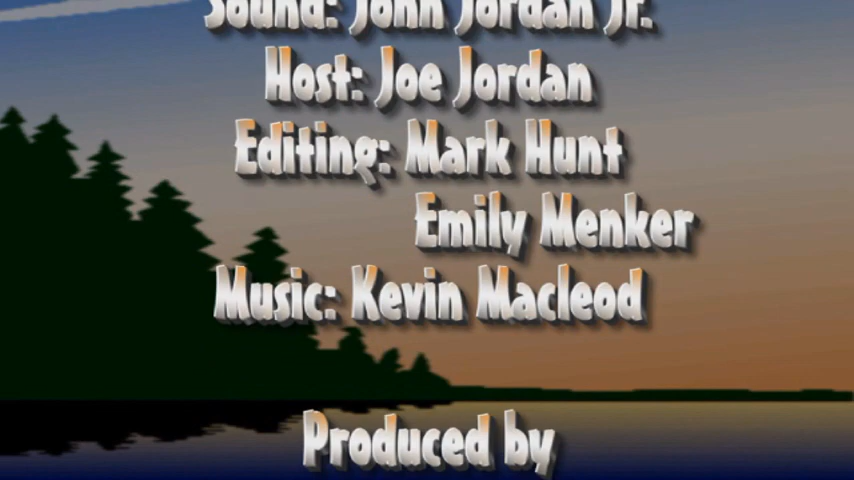 Sound: John Jordan Jr.
Host: Joe Jordan
Editing: Mark Hunt
Emily Menker
Music: Kevin Macleod
Produced by